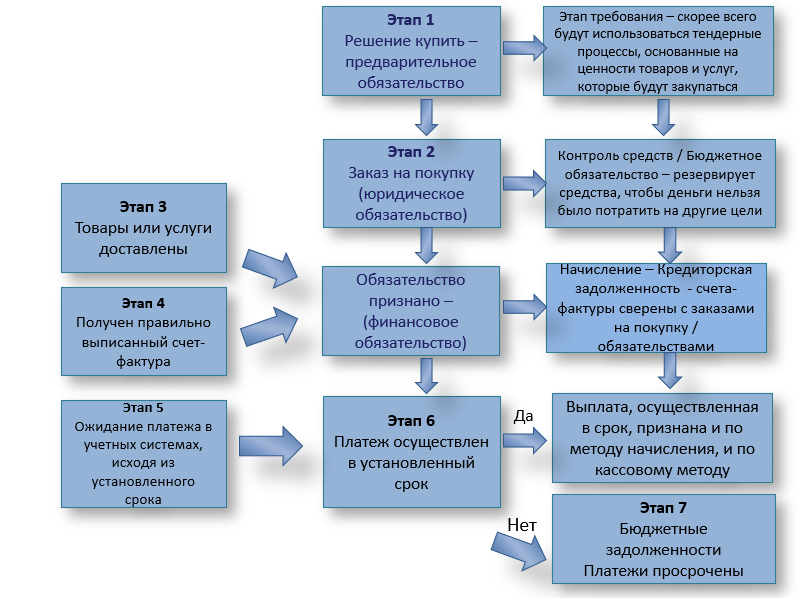 Этап 1
Решение купить –
предварительное
обязательство
Этап требования – скорее всего
будут использоваться тендерные
процессы, основанные на
ценности товаров и услуг,
которые будут закупаться
Этап 2
Заказ на покупку
(юридическое
обязательство)
Контроль средств / Бюджетное
обязательство – резервирует
средства, чтобы деньги нельзя
было потратить на другие цели
Этап 3
Товары или услуги
доставлены
Этап 4
Получен правильно
выписанный счет-
фактура
Обязательство
признано –
(финансовое
обязательство)
Начисление – Кредиторская
задолженность - счета-
фактуры сверены с заказами
на покупку /
обязательствами
Этап 5
Ожидание платежа в
учетных системах,
исходя из
установленного
срока
Этап 6
Платеж осуществлен
в установленный
срок
Да
Выплата, осуществленная
в срок, признана и по
методу начисления, и по
кассовому методу
Нет
Этап 7
Бюджетные
задолженности
Платежи просрочены